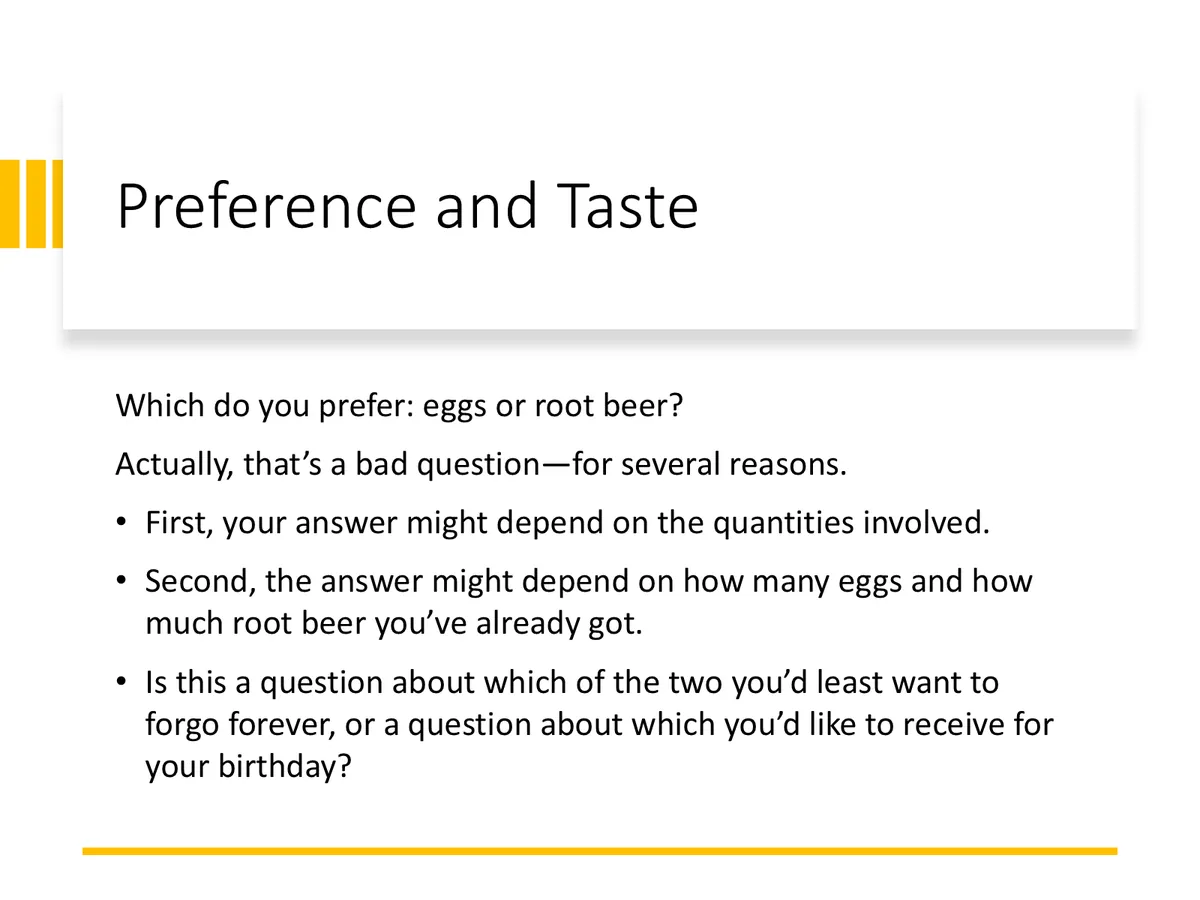 Preference and Taste
Which do you prefer: eggs or root beer?
Actually, that’s a bad question—for several reasons.
• First, your answer might depend on the quantities involved.
• Second, the answer might depend on how many eggs and how
much root beer you’ve already got.
• Is this a question about which of the two you’d least want to
forgo forever, or a question about which you’d like to receive for
your birthday?